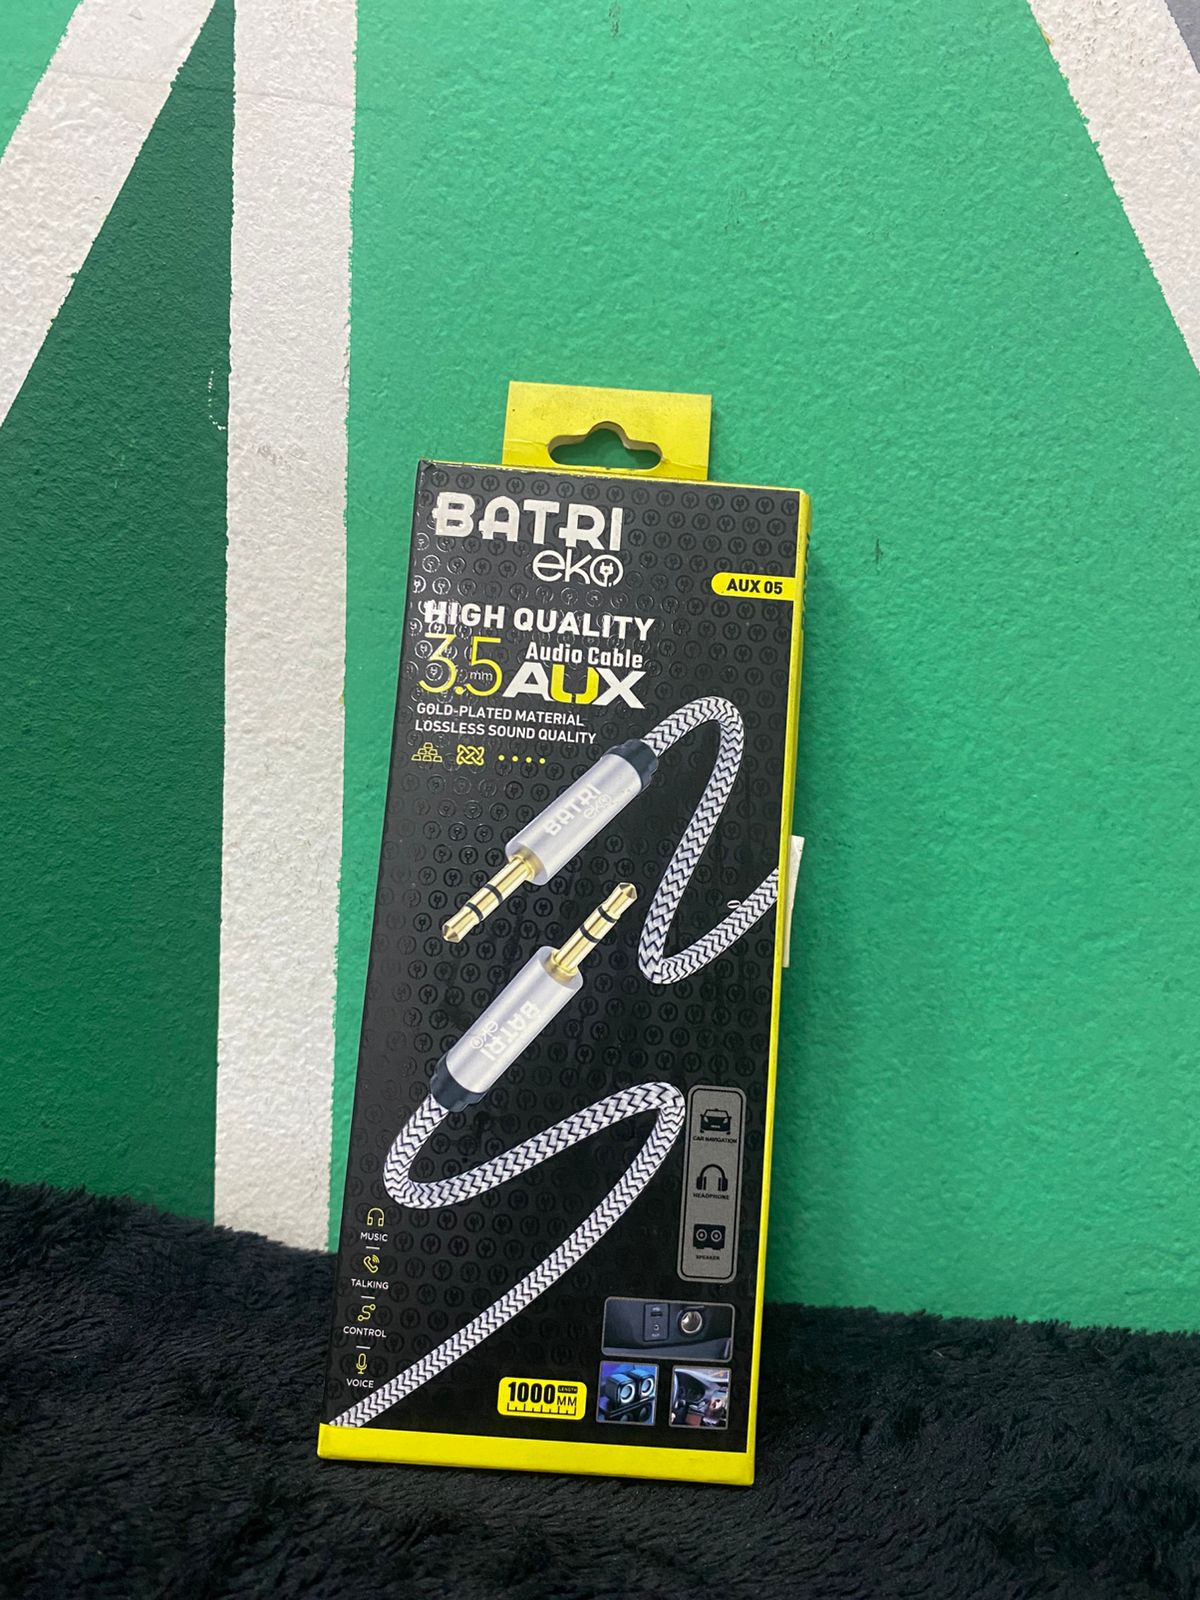 BATRI
eko
AUX 05
HIGH QUALITY
3.5mm Audio Cable
AUX
GOLD-PLATED MATERIAL
LOSSLESS SOUND QUALITY
BATRI
eko
BATRI
eko
CAR NAVIGATION
HEADPHONE
SPEAKER
MUSIC
TALKING
CONTROL
VOICE
1000 LENGTH
MM